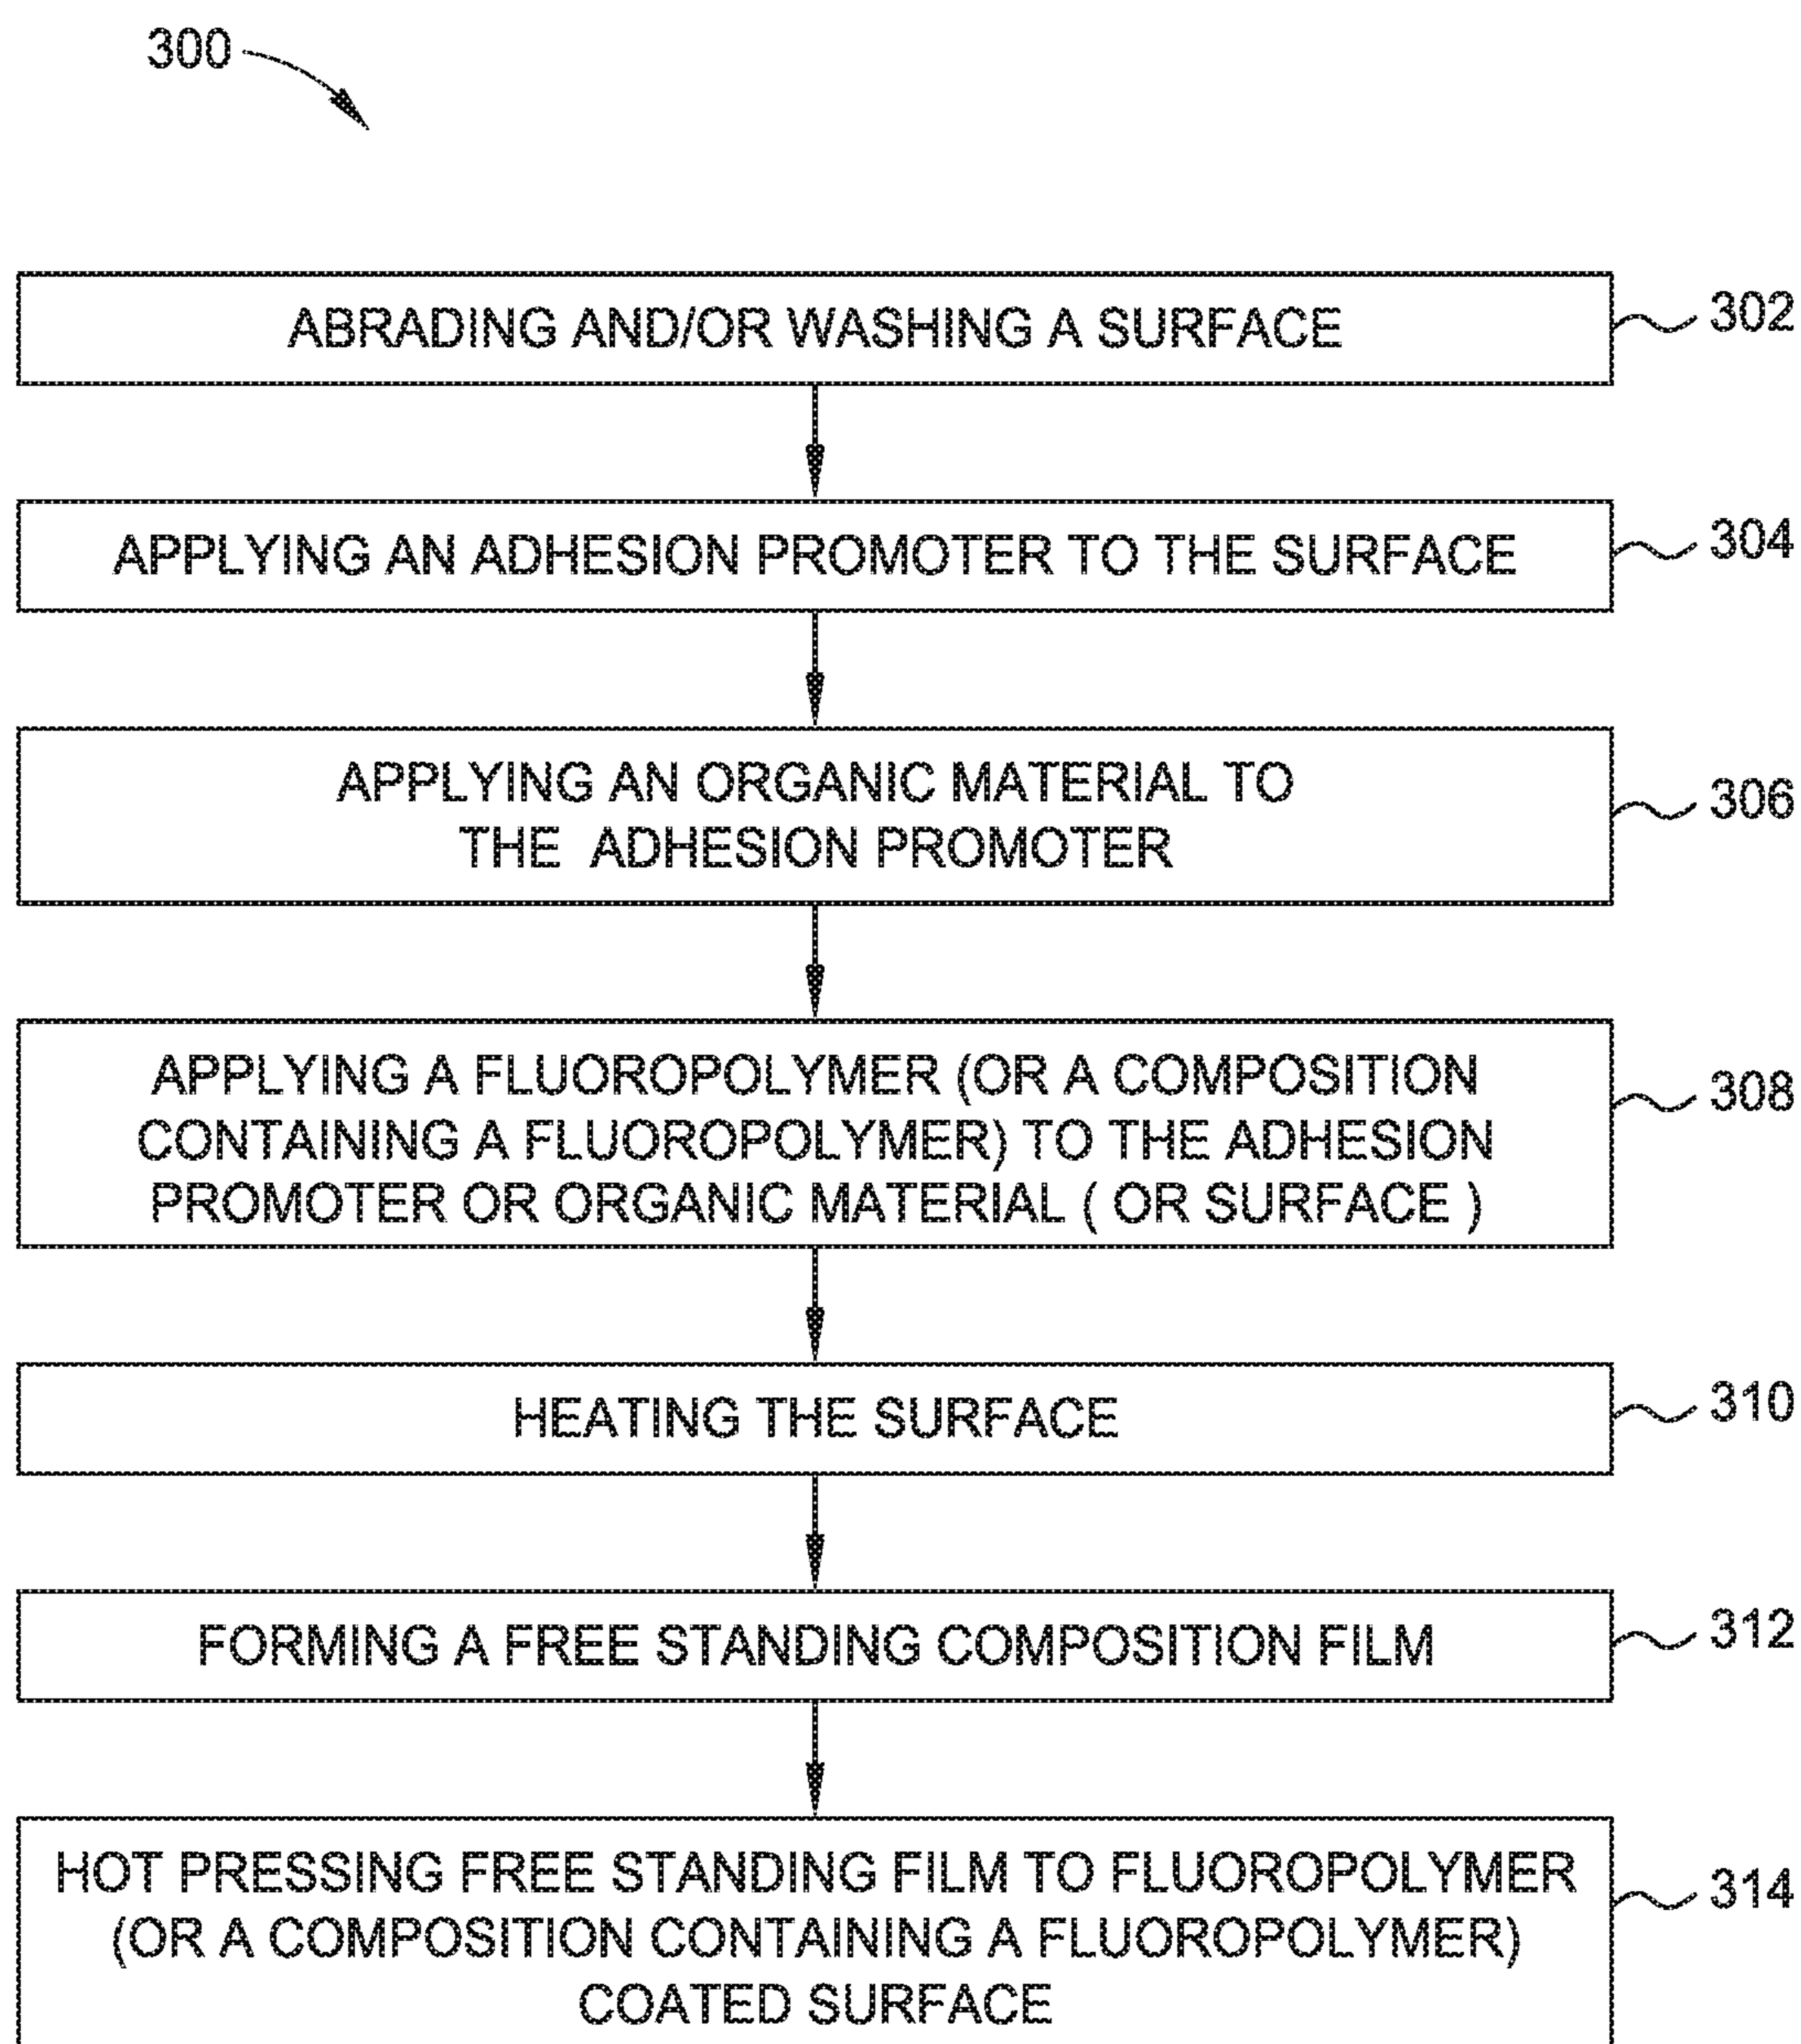 300
ABRADING AND/OR WASHING A SURFACE
302
APPLYING AN ADHESION PROMOTER TO THE SURFACE
304
APPLYING AN ORGANIC MATERIAL TO
THE ADHESION PROMOTER
306
APPLYING A FLUOROPOLYMER (OR A COMPOSITION
CONTAINING A FLUOROPOLYMER) TO THE ADHESION
PROMOTER OR ORGANIC MATERIAL ( OR SURFACE )
308
HEATING THE SURFACE
310
FORMING A FREE STANDING COMPOSITION FILM
312
HOT PRESSING FREE STANDING FILM TO FLUOROPOLYMER
(OR A COMPOSITION CONTAINING A FLUOROPOLYMER)
COATED SURFACE
314